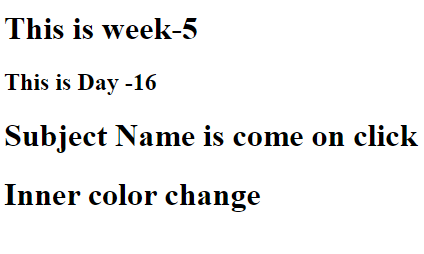 This is week-5
This is Day -16
Subject Name is come on click
Inner color change